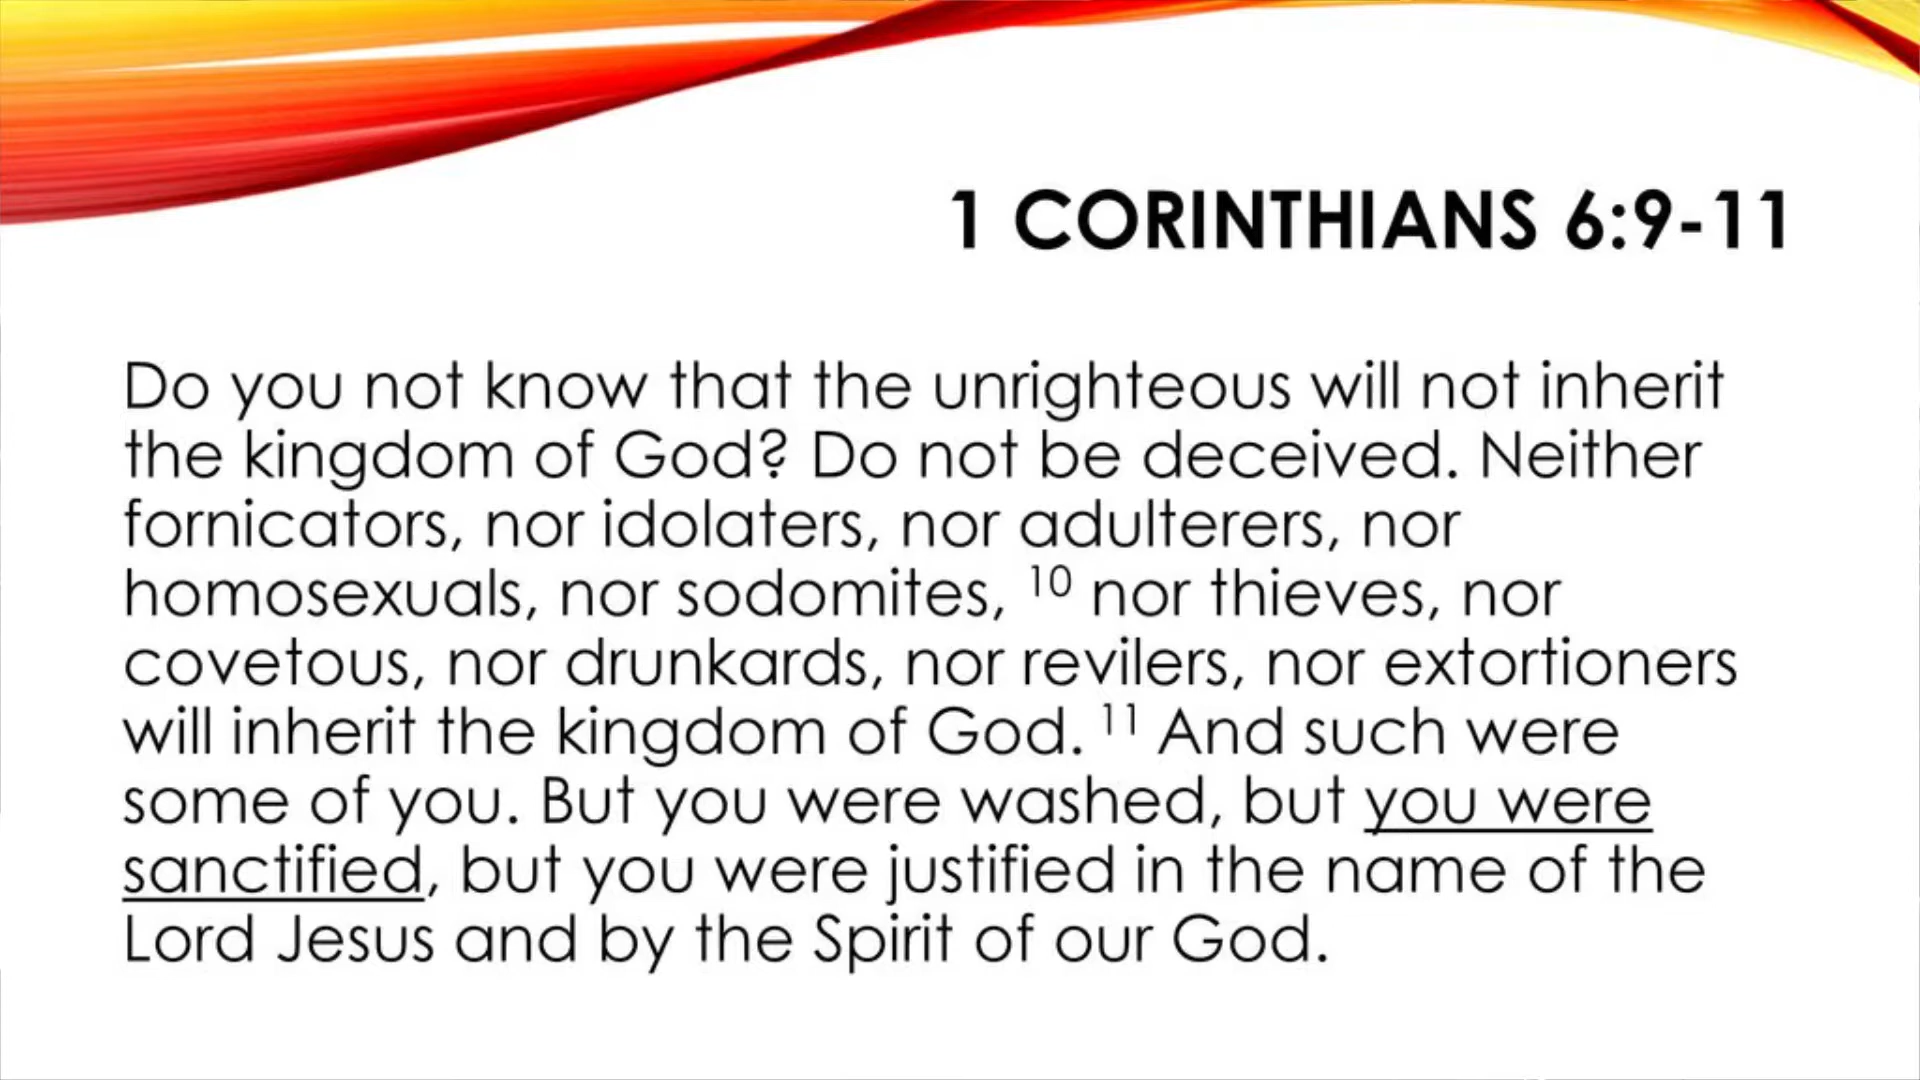 1 CORINTHIANS 6:9-11
Do you not know that the unrighteous will not inherit
the kingdom of God? Do not be deceived. Neither
fornicators, nor idolaters, nor adulterers, nor
homosexuals, nor sodomites, 10 nor thieves, nor
covetous, nor drunkards, nor revilers, nor extortioners
will inherit the kingdom of God. 11 And such were
some of you. But you were washed, but you were
sanctified, but you were justified in the name of the
Lord Jesus and by the Spirit of our God.